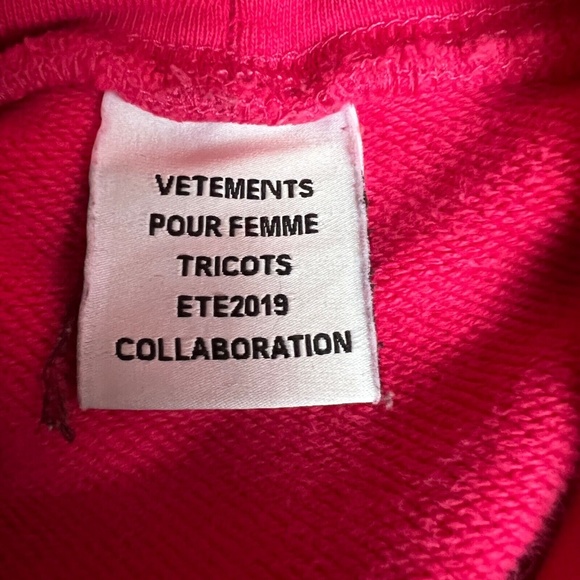 VETEMENTS
POUR FEMME
TRICOTS
ETE2019
COLLABORATION